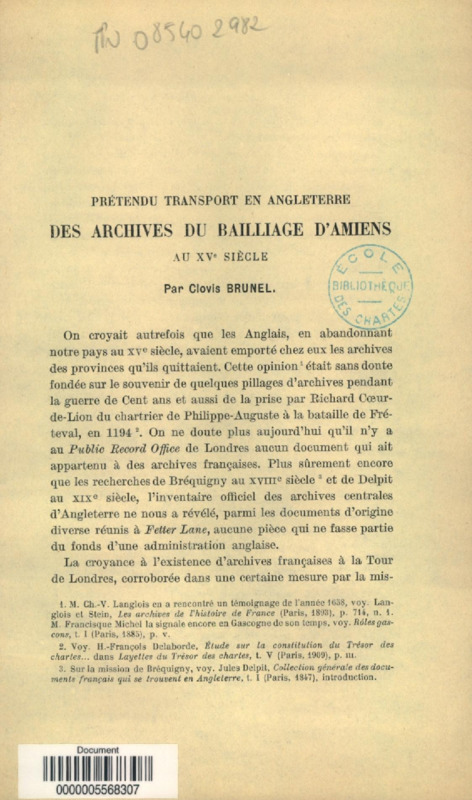 PN 08540 2982
PRÉTENDU TRANSPORT EN ANGLETERRE
DES ARCHIVES DU BAILLIAGE D'AMIENS
AU XVe SIÈCLE
Par Clovis BRUNEL.
ÉCOLE
BIBLIOTHÈQUE
DES CHARTES
On croyait autrefois que les Anglais, en abandonnant
notre pays au XVe siècle, avaient emporté chez eux les archives
des provinces qu'ils quittaient. Cette opinion 1 était sans doute
fondée sur le souvenir de quelques pillages d'archives pendant
la guerre de Cent ans et aussi de la prise par Richard Cœur-
de-Lion du chartrier de Philippe-Auguste à la bataille de Fré-
teval, en 1194 2. On ne doute plus aujourd'hui qu'il n'y a
au Public Record Office de Londres aucun document qui ait
appartenu à des archives françaises. Plus sûrement encore
que les recherches de Bréquigny au XVIIIe siècle 3 et de Delpit
au XIXe siècle, l'inventaire officiel des archives centrales
d'Angleterre ne nous a révélé, parmi les documents d'origine
diverse réunis à Fetter Lane, aucune pièce qui ne fasse partie
du fonds d'une administration anglaise.
La croyance à l'existence d'archives françaises à la Tour
de Londres, corroborée dans une certaine mesure par la mis-
1. M. Ch.-V. Langlois en a rencontré un témoignage de l'année 1658, voy. Lan-
glois et Stein, Les archives de l'histoire de France (Paris, 1893), p. 714, n. 1.
M. Francisque Michel la signale encore en Gascogne de son temps, voy. Rôles gas-
cons, t. I (Paris, 1885), p. v.
2. Voy. H.-François Delaborde, Étude sur la constitution du Trésor des
chartes... dans Layettes du Trésor des chartes, t. V (Paris, 1909), p. III.
3. Sur la mission de Bréquigny, voy. Jules Delpit, Collection générale des docu-
ments français qui se trouvent en Angleterre, t. I (Paris, 1847), introduction.
Document
0000005568307